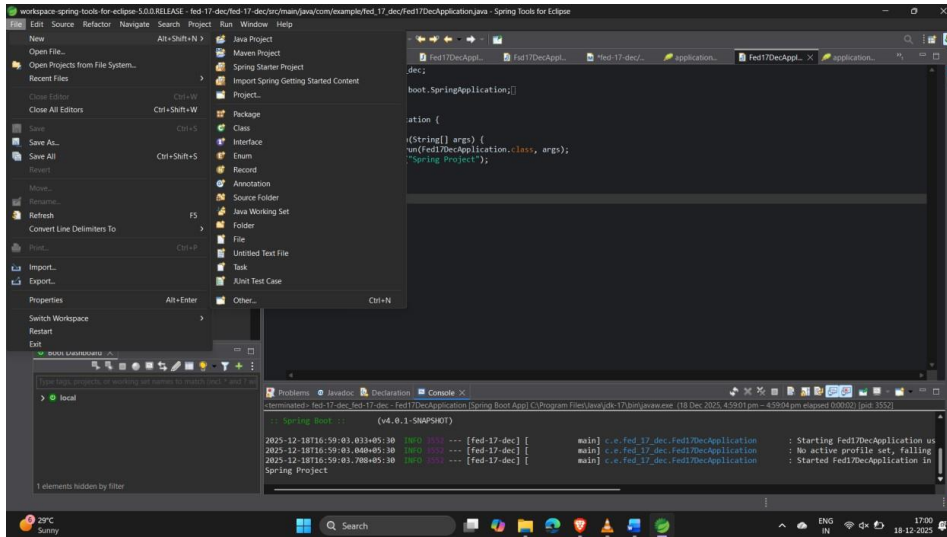 workspace-spring-tools-for-eclipse-5.0.0.RELEASE - fed-17-dec/fed-17-dec/src/main/java/com/example/fed_17_dec/Fed17DecApplication.java - Spring Tools for Eclipse
File Edit Source Refactor Navigate Search Project Run Window Help
New Alt+Shift+N >
Open File...
Open Projects from File System...
Recent Files >
Close Editor Ctrl+W
Close All Editors Ctrl+Shift+W
Save Ctrl+S
Save As...
Save All Ctrl+Shift+S
Revert
Move...
Rename...
Refresh F5
Convert Line Delimiters To >
Print... Ctrl+P
Import...
Export...
Properties Alt+Enter
Switch Workspace >
Restart
Exit
Java Project
Maven Project
Spring Starter Project
Import Spring Getting Started Content
Project...
Package
Class
Interface
Enum
Record
Annotation
Source Folder
Java Working Set
Folder
File
Untitled Text File
Task
JUnit Test Case
Other... Ctrl+N
Fed17DecAppl... Fsd17DecAppl... *fed-17-dec/... application... Fed17DecAppl... application...
_dec;
boot.SpringApplication;
ation {
(String[] args) {
run(Fed17DecApplication.class, args);
("Spring Project");
Boot Dashboard
Type tags, projects, or working set names to match (incl. * and ? wi
local
1 elements hidden by filter
Problems Javadoc Declaration Console
<terminated> fed-17-dec_fed-17-dec - Fed17DecApplication [Spring Boot App] C:\Program Files\Java\jdk-17\bin\javaw.exe (18 Dec 2025, 4:59:01 pm – 4:59:04 pm elapsed 0:00:02) [pid: 3552]
:: Spring Boot :: (v4.0.1-SNAPSHOT)
2025-12-18T16:59:03.033+05:30 INFO 3552 --- [fed-17-dec] [ main] c.e.fed_17_dec.Fed17DecApplication : Starting Fed17DecApplication us
2025-12-18T16:59:03.040+05:30 INFO 3552 --- [fed-17-dec] [ main] c.e.fed_17_dec.Fed17DecApplication : No active profile set, falling
2025-12-18T16:59:03.708+05:30 INFO 3552 --- [fed-17-dec] [ main] c.e.fed_17_dec.Fed17DecApplication : Started Fed17DecApplication in
Spring Project
29°C
Sunny
Search
ENG
IN
17:00
18-12-2025